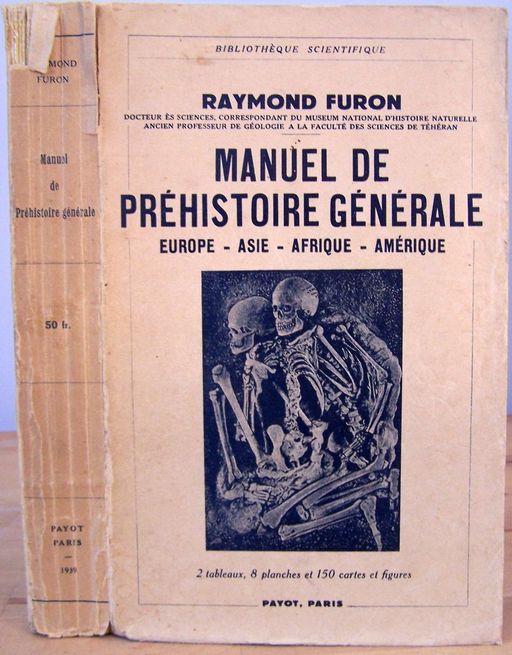 RAYMOND
FURON
Manuel
de
Préhistoire générale
50 fr.
PAYOT
PARIS
1939
BIBLIOTHÈQUE SCIENTIFIQUE
RAYMOND FURON
DOCTEUR ÈS SCIENCES, CORRESPONDANT DU MUSEUM NATIONAL D'HISTOIRE NATURELLE
ANCIEN PROFESSEUR DE GÉOLOGIE A LA FACULTÉ DES SCIENCES DE TÉHÉRAN
MANUEL DE
PRÉHISTOIRE GÉNÉRALE
EUROPE - ASIE - AFRIQUE - AMÉRIQUE
2 tableaux, 8 planches et 150 cartes et figures
PAYOT, PARIS